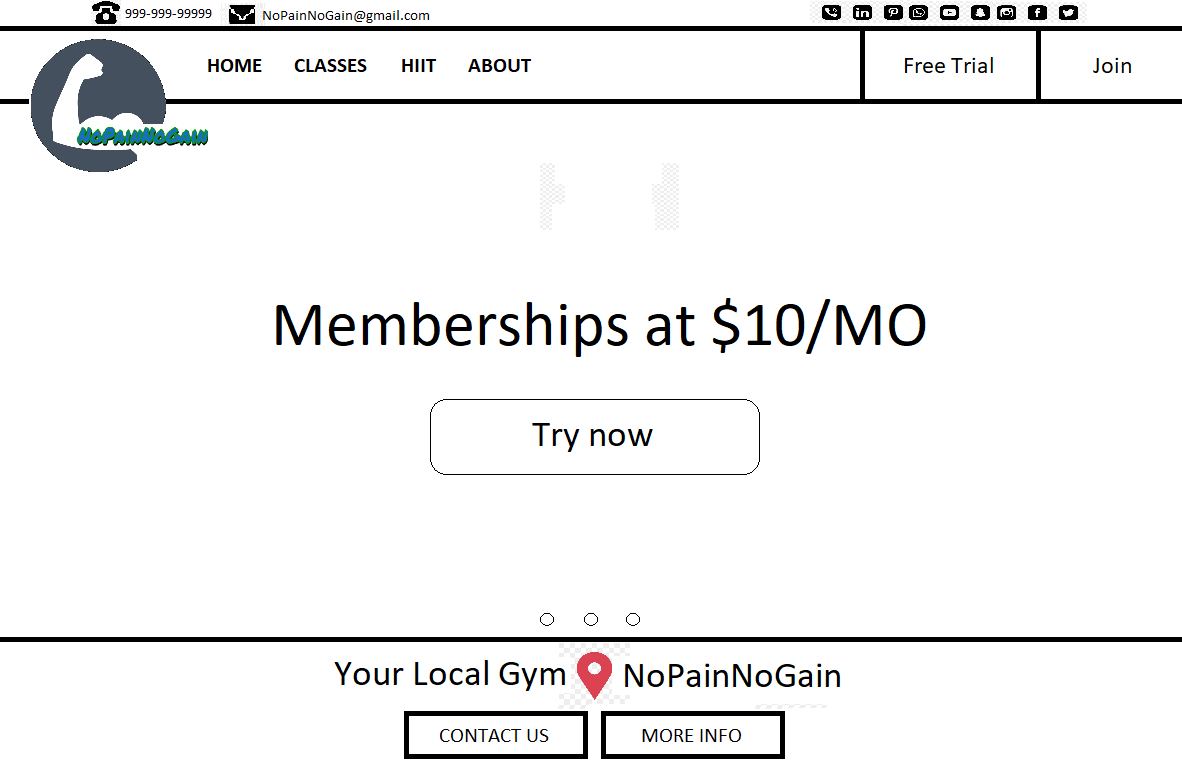 999-999-99999 NoPainNoGain@gmail.com
HOME CLASSES HIIT ABOUT Free Trial Join
NoPainNoGain
Memberships at $10/MO
Try now
Your Local Gym NoPainNoGain
CONTACT US MORE INFO